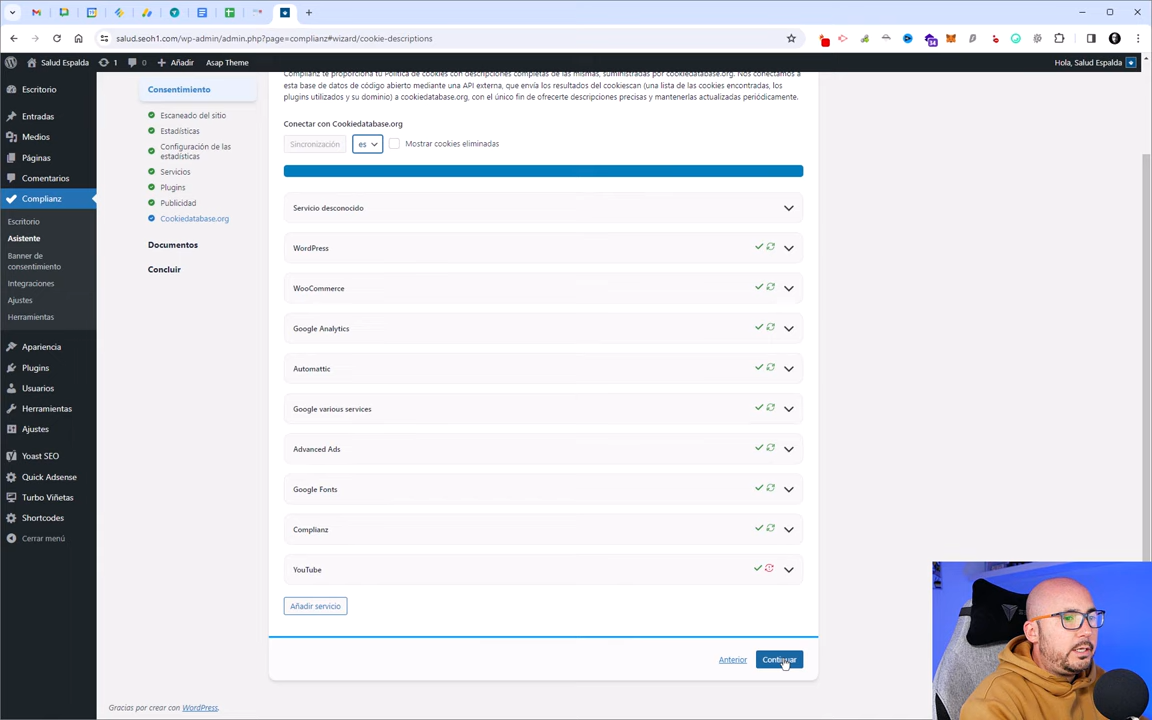 salud.seoh1.com/wp-admin/admin.php?page=complianz#wizard/cookie-descriptions
Salud Espalda
1
0
Añadir
Asap Theme
Hola, Salud Espalda
Escritorio
Entradas
Medios
Páginas
Comentarios
Complianz
Escritorio
Asistente
Banner de
consentimiento
Integraciones
Ajustes
Herramientas
Apariencia
Plugins
Usuarios
Herramientas
Ajustes
Yoast SEO
Quick Adsense
Turbo Viñetas
Shortcodes
Cerrar menú
Consentimiento
Escaneado del sitio
Estadísticas
Configuración de las
estadísticas
Servicios
Plugins
Publicidad
Cookiedatabase.org
Documentos
Concluir
Complianz te proporciona tu Política de cookies con descripciones completas de las mismas, suministradas por cookiedatabase.org. Nos conectamos a
esta base de datos de código abierto mediante una API externa, que envía los resultados del cookiescan (una lista de las cookies encontradas, los
plugins utilizados y su dominio) a cookiedatabase.org, con el único fin de ofrecerte descripciones precisas y mantenerlas actualizadas periódicamente.
Conectar con Cookiedatabase.org
Sincronización
es
Mostrar cookies eliminadas
Servicio desconocido
WordPress
WooCommerce
Google Analytics
Automattic
Google various services
Advanced Ads
Google Fonts
Complianz
YouTube
Añadir servicio
Anterior
Continuar
Gracias por crear con WordPress.